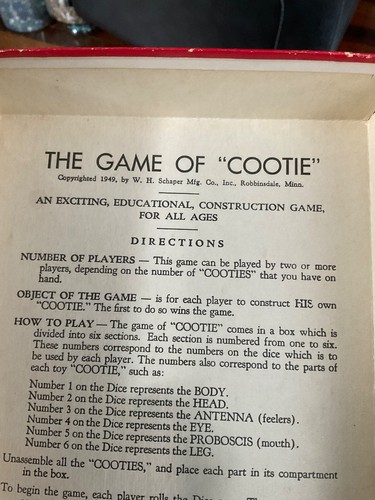 THE GAME OF "COOTIE"
Copyrighted 1949, by W. H. Schaper Mfg. Co., Inc., Robbinsdale, Minn.
AN EXCITING, EDUCATIONAL, CONSTRUCTION GAME,
FOR ALL AGES
DIRECTIONS
NUMBER OF PLAYERS — This game can be played by two or more
players, depending on the number of "COOTIES" that you have on
hand.
OBJECT OF THE GAME — is for each player to construct HIS own
"COOTIE." The first to do so wins the game.
HOW TO PLAY — The game of "COOTIE" comes in a box which is
divided into six sections. Each section is numbered from one to six.
These numbers correspond to the numbers on the dice which is to
be used by each player. The numbers also correspond to the parts of
each toy "COOTIE," such as:
Number 1 on the Dice represents the BODY.
Number 2 on the Dice represents the HEAD.
Number 3 on the Dice represents the ANTENNA (feelers).
Number 4 on the Dice represents the EYE.
Number 5 on the Dice represents the PROBOSCIS (mouth).
Number 6 on the Dice represents the LEG.
Unassemble all the "COOTIES," and place each part in its compartment
in the box.
To begin the game, each player rolls the Dice